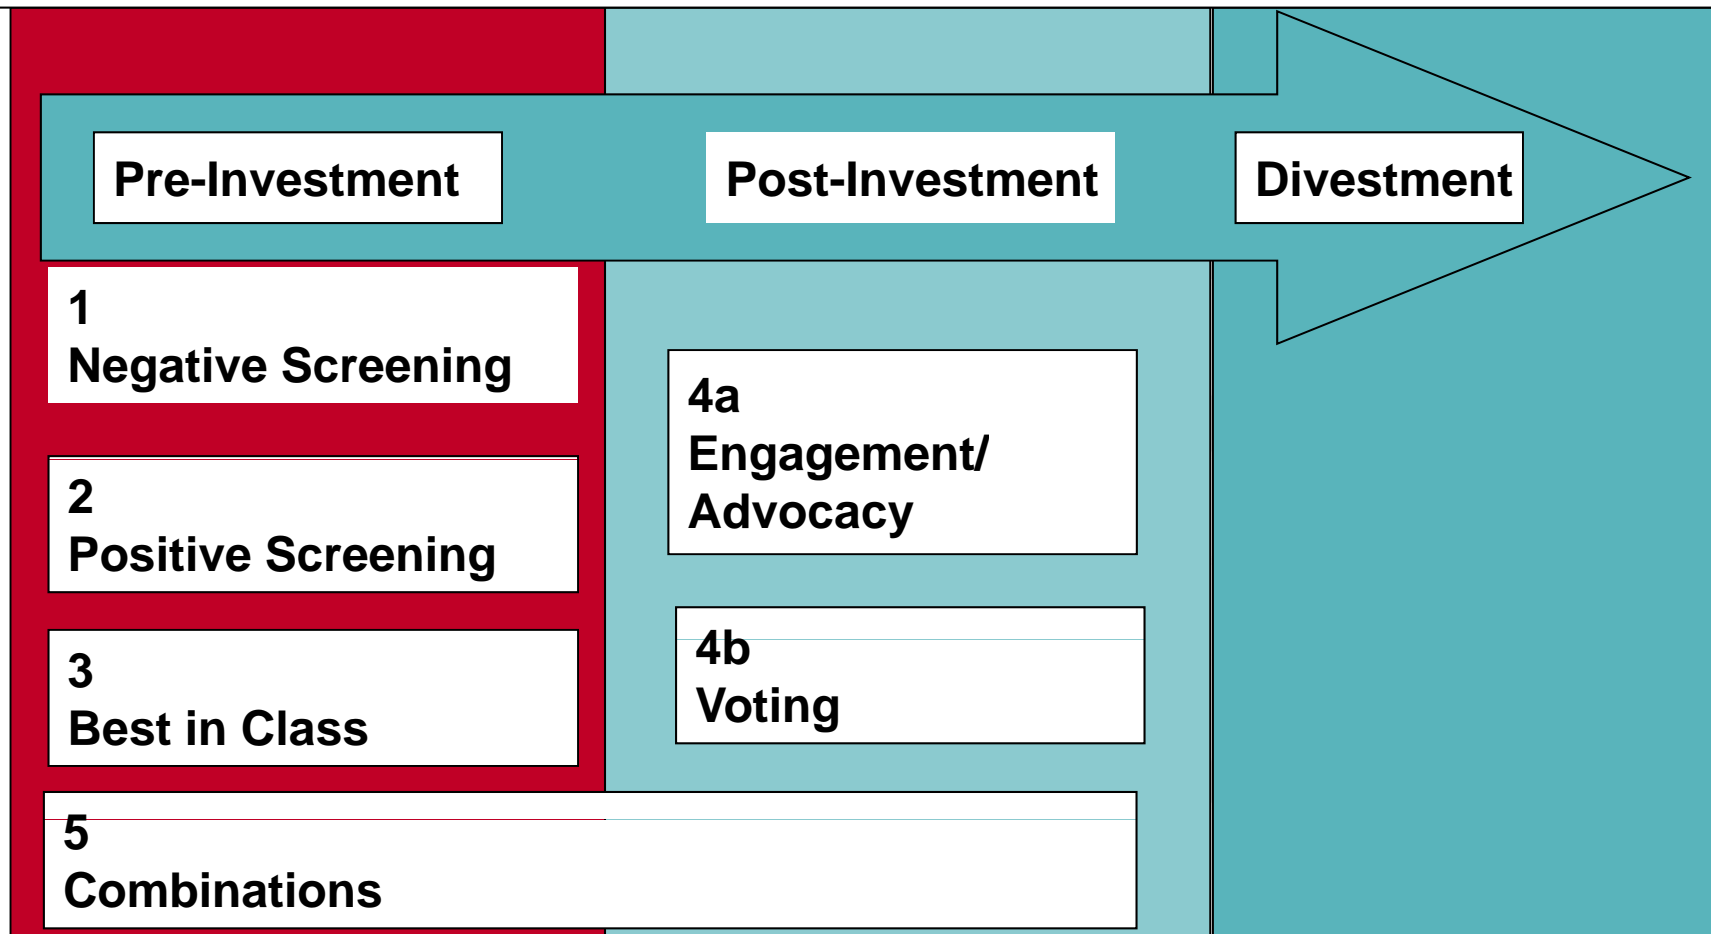 Pre-Investment
Post-Investment
Divestment
1
Negative Screening
2
Positive Screening
3
Best in Class
4a
Engagement/
Advocacy
4b
Voting
5
Combinations